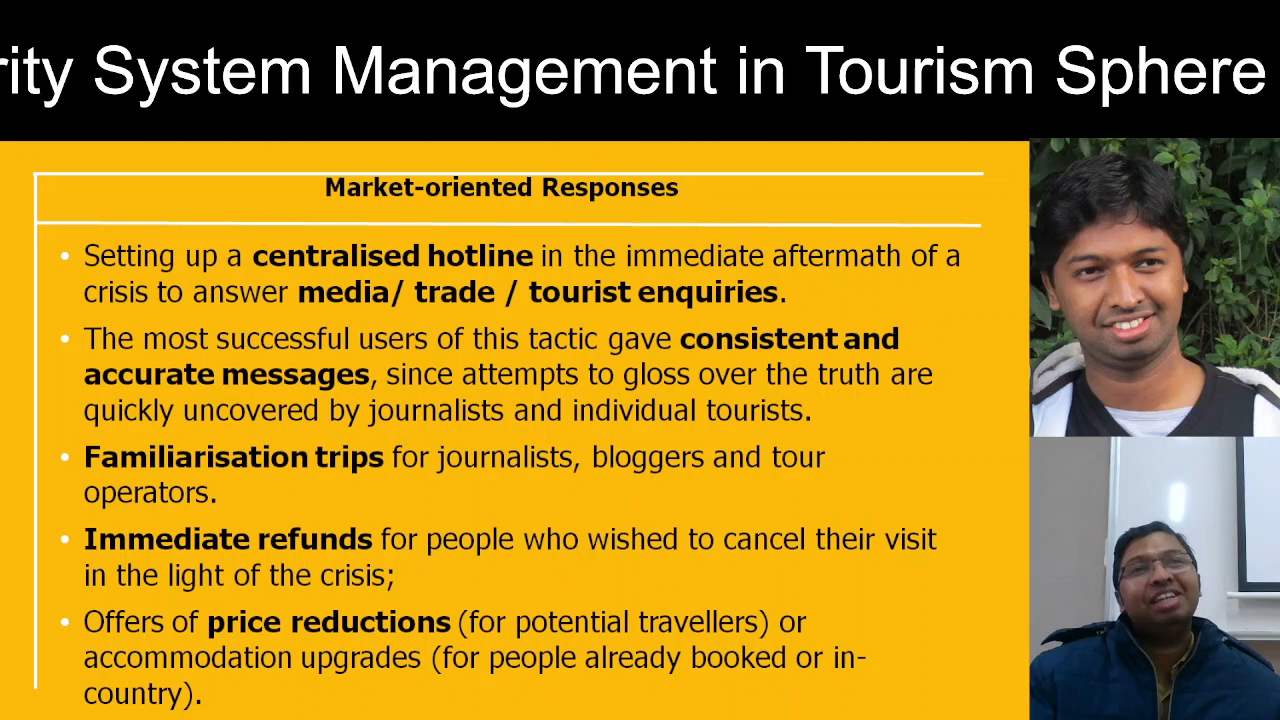 rity System Management in Tourism Sphere
Market-oriented Responses
• Setting up a centralised hotline in the immediate aftermath of a
crisis to answer media/ trade / tourist enquiries.
• The most successful users of this tactic gave consistent and
accurate messages, since attempts to gloss over the truth are
quickly uncovered by journalists and individual tourists.
• Familiarisation trips for journalists, bloggers and tour
operators.
• Immediate refunds for people who wished to cancel their visit
in the light of the crisis;
• Offers of price reductions (for potential travellers) or
accommodation upgrades (for people already booked or in-
country).